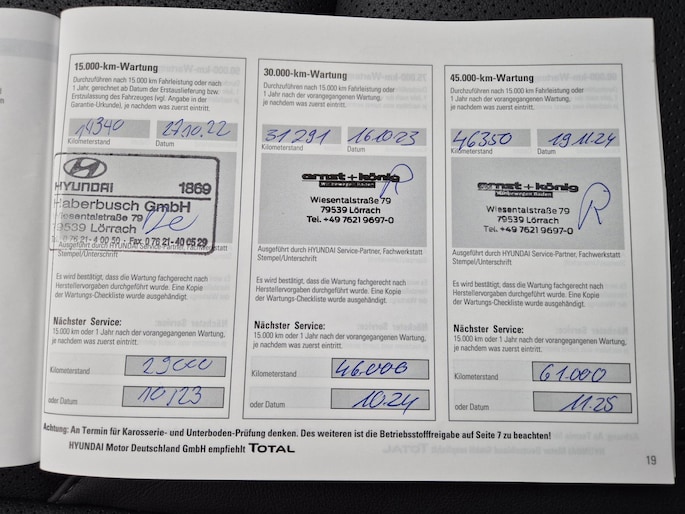 15.000-km-Wartung
Durchzuführen nach 15.000 km Fahrleistung oder nach
1 Jahr, gerechnet ab Datum der Erstauslieferung bzw.
Erstzulassung des Fahrzeuges (vgl. Angabe in der
Garantie-Urkunde), je nachdem was zuerst eintritt.
14340 27.10.22
Kilometerstand Datum
HYUNDAI 1869
Haberbusch GmbH
Wiesentalstraße 79
79539 Lörrach
Tel. 0 76 21-4 00 50 · Fax 0 76 21-40 05 29
Ausgeführt durch HYUNDAI Service-Partner, Fachwerkstatt
Stempel/Unterschrift
Es wird bestätigt, dass die Wartung fachgerecht nach
Herstellervorgaben durchgeführt wurde. Eine Kopie
der Wartungs-Checkliste wurde ausgehändigt.
Nächster Service:
15.000 km oder 1 Jahr nach der vorangegangenen Wartung,
je nachdem was zuerst eintritt.
Kilometerstand 29000
oder Datum 10/23
30.000-km-Wartung
Durchzuführen nach 15.000 km Fahrleistung oder
1 Jahr nach der vorangegangenen Wartung,
je nachdem was zuerst eintritt.
31291 16.10.23
Kilometerstand Datum
ernst+könig
Wiesentalstraße 79
79539 Lörrach
Tel. +49 7621 9697-0
R
Ausgeführt durch HYUNDAI Service-Partner, Fachwerkstatt
Stempel/Unterschrift
Es wird bestätigt, dass die Wartung fachgerecht nach
Herstellervorgaben durchgeführt wurde. Eine Kopie
der Wartungs-Checkliste wurde ausgehändigt.
Nächster Service:
15.000 km oder 1 Jahr nach der vorangegangenen Wartung,
je nachdem was zuerst eintritt.
Kilometerstand 46.000
oder Datum 10.24
45.000-km-Wartung
Durchzuführen nach 15.000 km Fahrleistung oder
1 Jahr nach der vorangegangenen Wartung,
je nachdem was zuerst eintritt.
46350 19.11.24
Kilometerstand Datum
ernst+könig
Wiesentalstraße 79
79539 Lörrach
Tel. +49 7621 9697-0
R
Ausgeführt durch HYUNDAI Service-Partner, Fachwerkstatt
Stempel/Unterschrift
Es wird bestätigt, dass die Wartung fachgerecht nach
Herstellervorgaben durchgeführt wurde. Eine Kopie
der Wartungs-Checkliste wurde ausgehändigt.
Nächster Service:
15.000 km oder 1 Jahr nach der vorangegangenen Wartung,
je nachdem was zuerst eintritt.
Kilometerstand 61.000
oder Datum 11.25
Achtung: An Termin für Karosserie- und Unterboden-Prüfung denken. Des weiteren ist die Betriebsstofffreigabe auf Seite 7 zu beachten!
HYUNDAI Motor Deutschland GmbH empfiehlt TOTAL
19